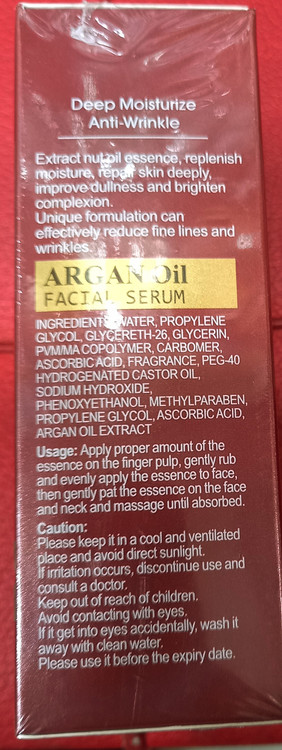 Deep Moisturize
Anti-Wrinkle
Extract nut oil essence, replenish
moisture, repair skin deeply,
improve dullness and brighten
complexion.
Unique formulation can
effectively reduce fine lines and
wrinkles.
ARGAN Oil
FACIAL SERUM
INGREDIENTS: WATER, PROPYLENE
GLYCOL, GLYCERETH-26, GLYCERIN,
PVM/MA COPOLYMER, CARBOMER,
ASCORBIC ACID, FFRAGRANCE, PEG-40
HYDROGENATED CASTOR OIL,
SODIUM HYDROXIDE,
PHENOXYETHANOL, METHYLPARABEN,
PROPYLENE GLYCOL, ASCORBIC ACID,
ARGAN OIL EXTRACT
Usage: Apply proper amount of the
essence on the finger pulp, gently rub
and evenly apply the essence to face,
then gently pat the essence on the face
and neck and massage until absorbed.
Caution:
Please keep it in a cool and ventilated
place and avoid direct sunlight.
If irritation occurs, discontinue use and
consult a doctor.
Keep out of reach of children.
Avoid contacting with eyes.
If it get into eyes accidentally, wash it
away with clean water.
Please use it before the expiry date.